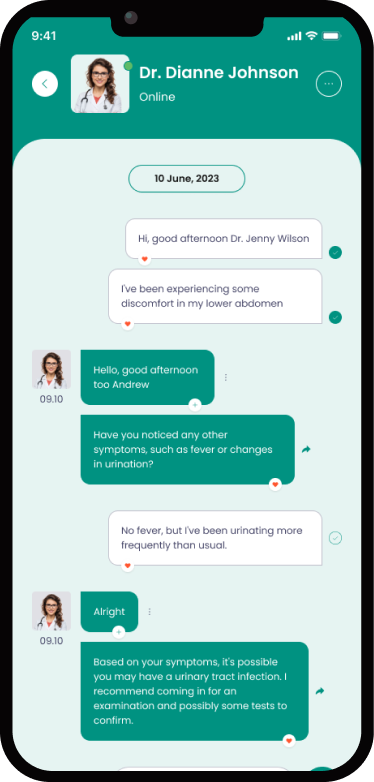 9:41
Dr. Dianne Johnson
Online
10 June, 2023
Hi, good afternoon Dr. Jenny Wilson
I've been experiencing some
discomfort in my lower abdomen
Hello, good afternoon
too Andrew
09.10
Have you noticed any other
symptoms, such as fever or changes
in urination?
No fever, but I've been urinating more
frequently than usual.
Alright
09.10
Based on your symptoms, it's possible
you may have a urinary tract infection. I
recommend coming in for an
examination and possibly some tests to
confirm.